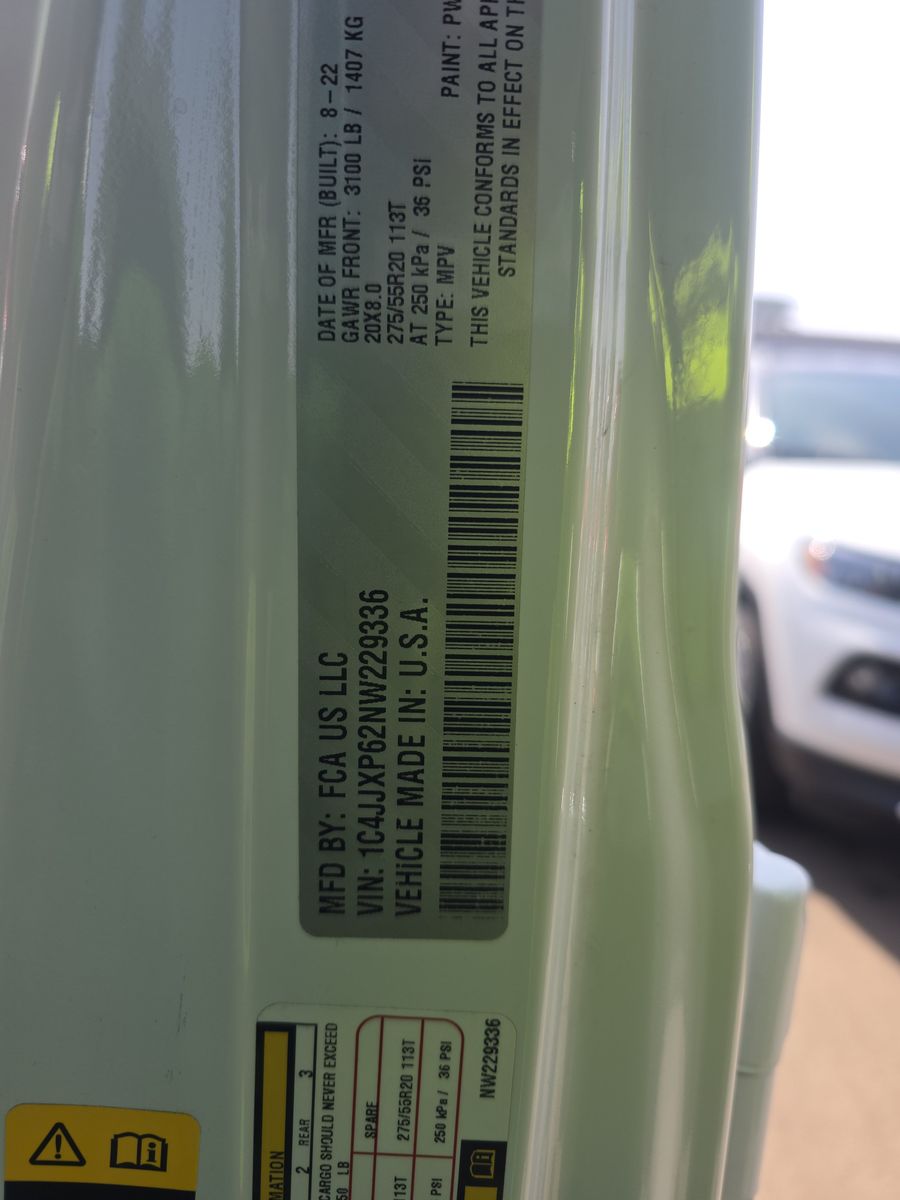 MFD BY: FCA US LLC
VIN: 1C4JJXP62NW229336
VEHICLE MADE IN: U.S.A.
DATE OF MFR (BUILT): 8-22
GAWR FRONT: 3100 LB / 1407 KG
20X8.0
275/55R20 113T
AT 250 kPa / 36 PSI
TYPE: MPV
PAINT: PW
THIS VEHICLE CONFORMS TO ALL
STANDARDS IN EFFECT ON
2 REAR 3
CARGO SHOULD NEVER EXCEED
LB
SPARE
13T 275/55R20 113T
PSI 250 kPa / 36 PSI
NW229336